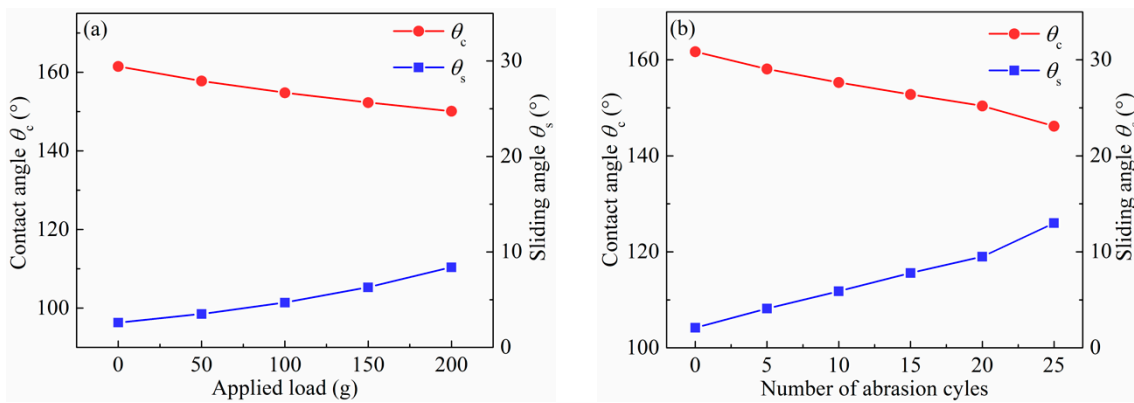 (a)
θc
θs
Contact angle θc (°)
160
140
120
100
Sliding angle θs (°)
30
20
10
0
0 50 100 150 200
Applied load (g)
(b)
θc
θs
Contact angle θc (°)
160
140
120
100
Sliding angle θs (°)
30
20
10
0
0 5 10 15 20 25
Number of abrasion cyles